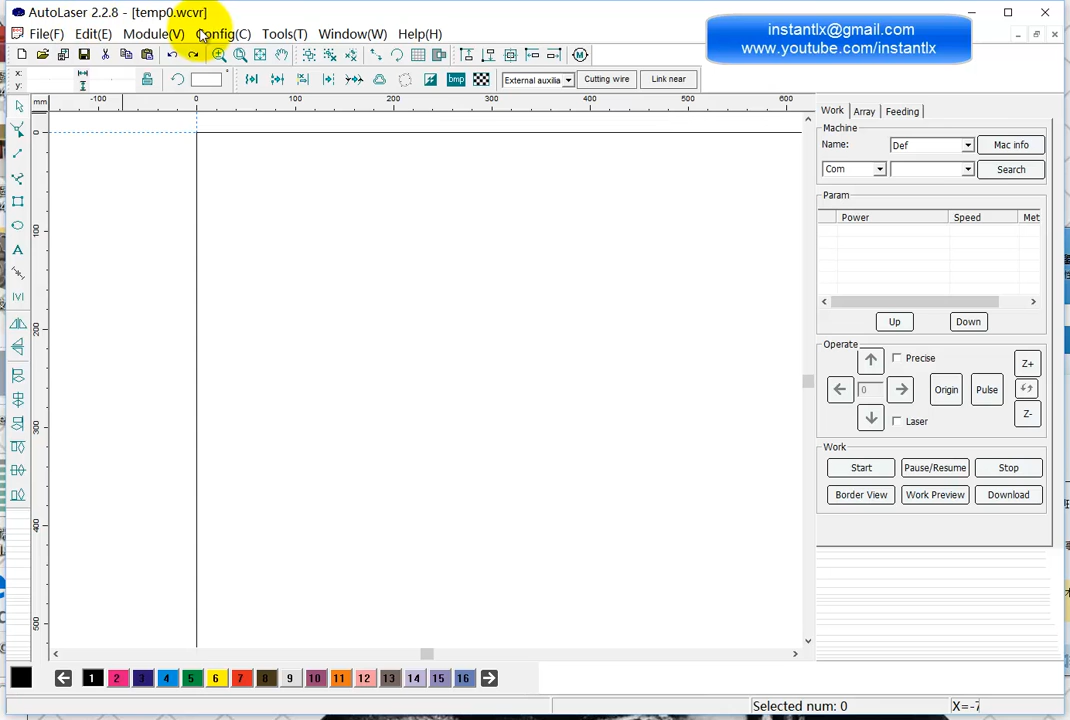 AutoLaser 2.2.8 - [temp0.wcvr]
instantlx@gmail.com
www.youtube.com/instantlx
File(F) Edit(E) Module(V) Config(C) Tools(T) Window(W) Help(H)
x:
y:
bmp
External auxilia
Cutting wire
Link near
mm
-100 0 100 200 300 400 500 600
0
100
200
300
400
500
Work Array Feeding
Machine
Name: Def Mac info
Com Search
Param
Power Speed Met
Up Down
Operate
Precise
Z+
0
Origin Pulse
Z-
Laser
Work
Start Pause/Resume Stop
Border View Work Preview Download
1 2 3 4 5 6 7 8 9 10 11 12 13 14 15 16
Selected num: 0
X=-7